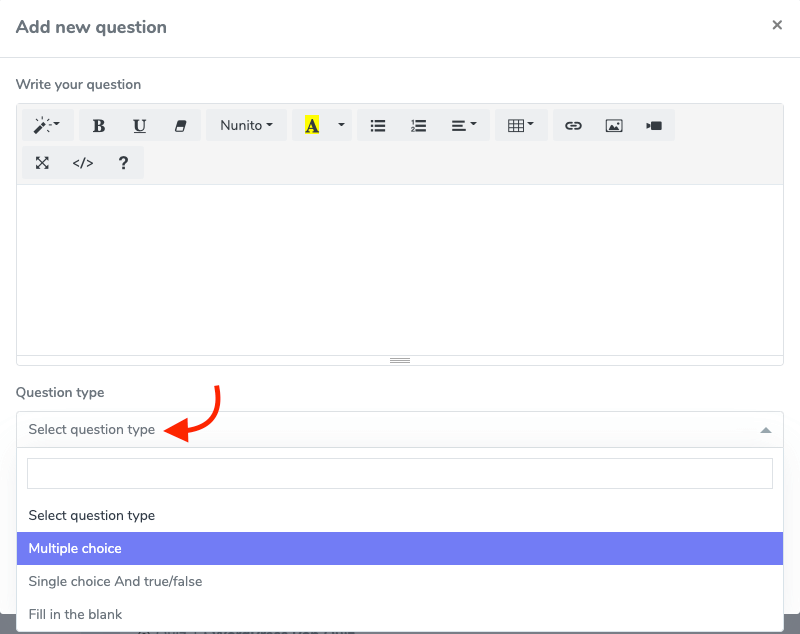 Add new question ×
Write your question
B U Nunito A
</> ?
Question type
Select question type
Select question type
Multiple choice
Single choice And true/false
Fill in the blank